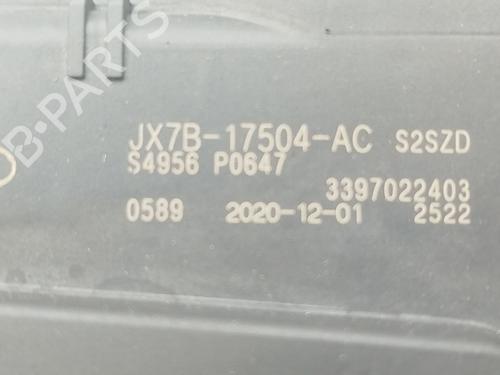 JX7B-17504-AC S2SZD
S4956 P0647
3397022403
0589 2020-12-01 2522
B-Parts